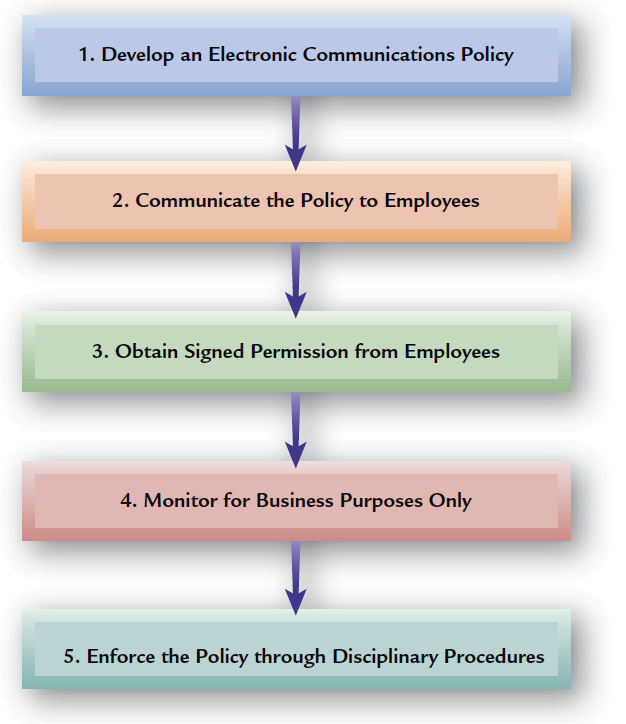 1. Develop an Electronic Communications Policy
2. Communicate the Policy to Employees
3. Obtain Signed Permission from Employees
4. Monitor for Business Purposes Only
5. Enforce the Policy through Disciplinary Procedures